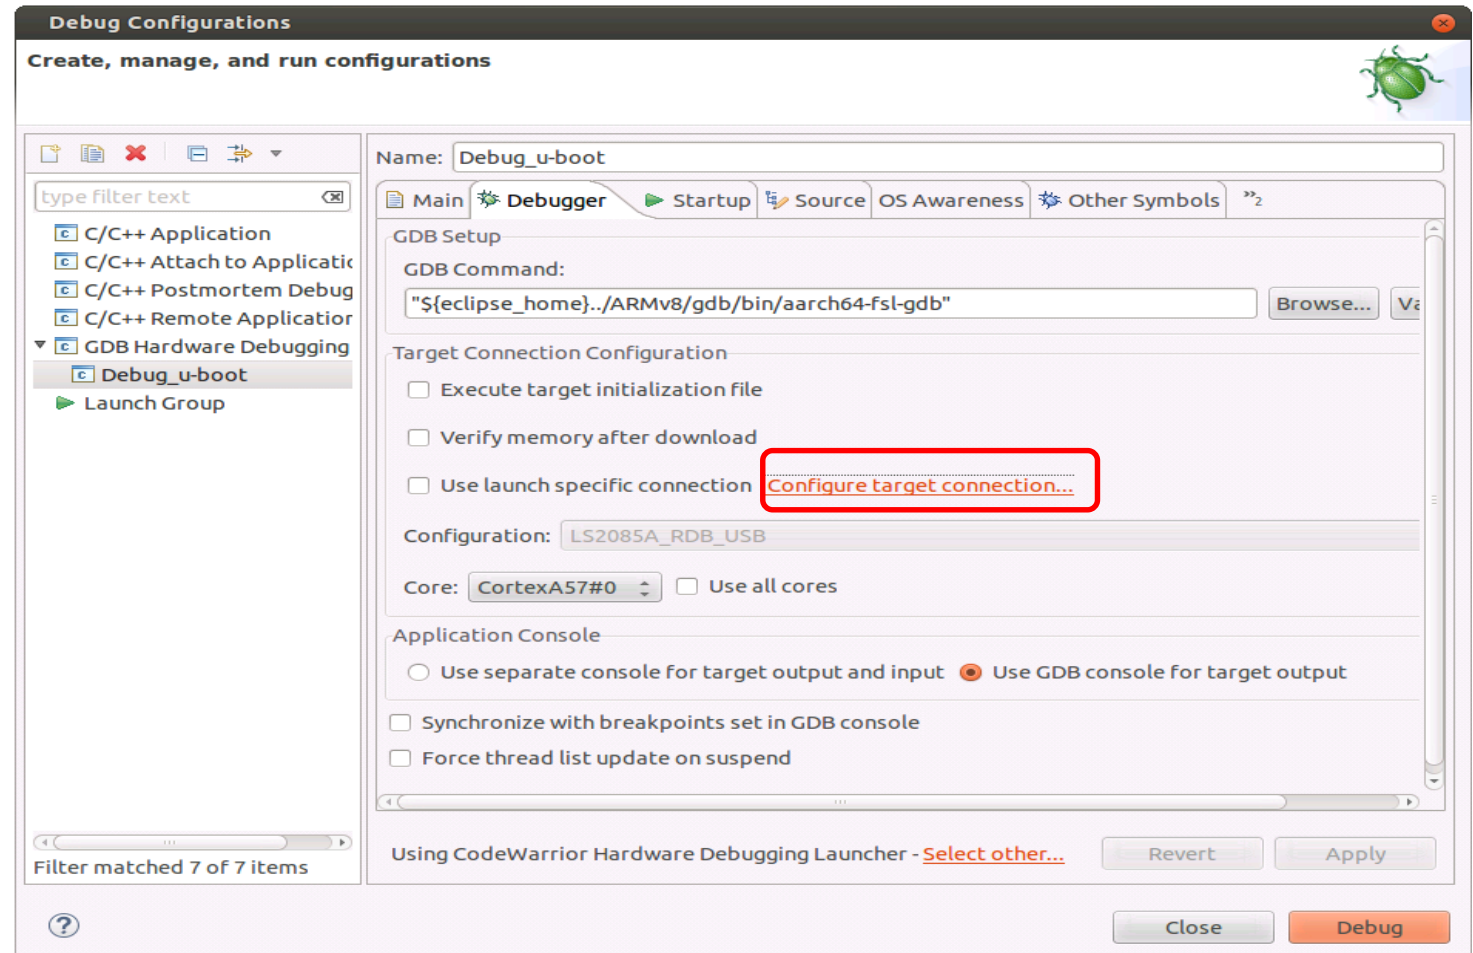 Debug Configurations
Create, manage, and run configurations
type filter text
C/C++ Application
C/C++ Attach to Applicatic
C/C++ Postmortem Debug
C/C++ Remote Application
GDB Hardware Debugging
Debug_u-boot
Launch Group
Filter matched 7 of 7 items
Name: Debug_u-boot
Main Debugger Startup Source OS Awareness Other Symbols »2
GDB Setup
GDB Command:
"${eclipse_home}../ARMv8/gdb/bin/aarch64-fsl-gdb" Browse... Va
Target Connection Configuration
Execute target initialization file
Verify memory after download
Use launch specific connection Configure target connection...
Configuration: LS2085A_RDB_USB
Core: CortexA57#0 Use all cores
Application Console
Use separate console for target output and input Use GDB console for target output
Synchronize with breakpoints set in GDB console
Force thread list update on suspend
Using CodeWarrior Hardware Debugging Launcher - Select other... Revert Apply
? Close Debug